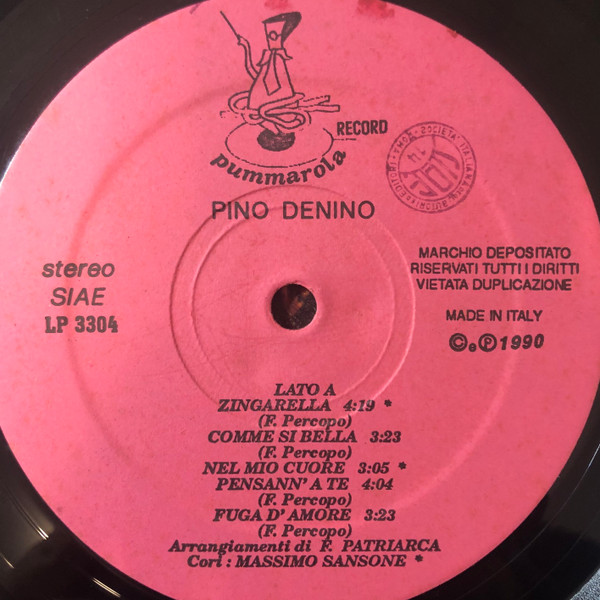 RECORD
pummarola
PINO DENINO
stereo
SIAE
LP 3304
MARCHIO DEPOSITATO
RISERVATI TUTTI I DIRITTI
VIETATA DUPLICAZIONE
MADE IN ITALY
© e ℗ 1990
LATO A
ZINGARELLA 4:19 *
(F. Percopo)
COMME SI BELLA 3:23
(F. Percopo)
NEL MIO CUORE 3:05 *
PENSANN' A TE 4:04
(F. Percopo)
FUGA D' AMORE 3:23
(F. Percopo)
Arrangiamenti di F. PATRIARCA
Cori : MASSIMO SANSONE *